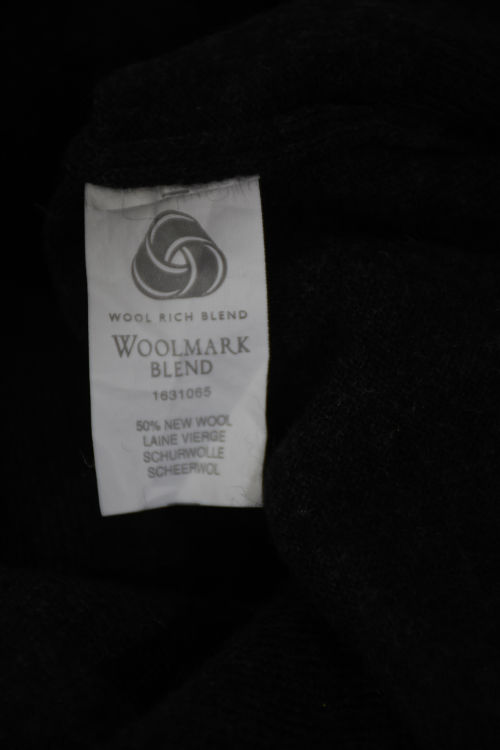 WOOL RICH BLEND
WOOLMARK
BLEND
1631065
50% NEW WOOL
LAINE VIERGE
SCHURWOLLE
SCHEERWOL